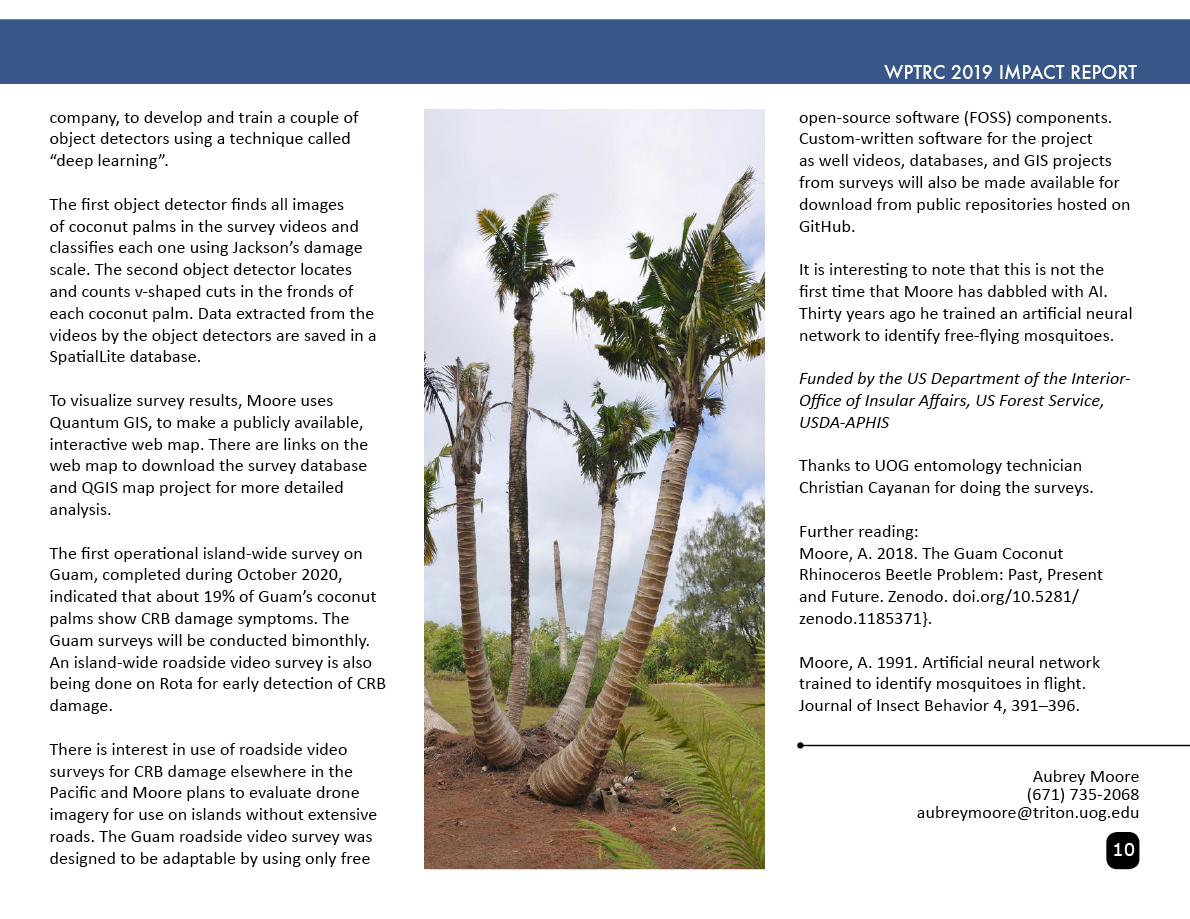 WPTRC 2019 IMPACT REPORT
company, to develop and train a couple of
object detectors using a technique called
“deep learning”.
The first object detector finds all images
of coconut palms in the survey videos and
classifies each one using Jackson’s damage
scale. The second object detector locates
and counts v-shaped cuts in the fronds of
each coconut palm. Data extracted from the
videos by the object detectors are saved in a
SpatialLite database.
To visualize survey results, Moore uses
Quantum GIS, to make a publicly available,
interactive web map. There are links on the
web map to download the survey database
and QGIS map project for more detailed
analysis.
The first operational island-wide survey on
Guam, completed during October 2020,
indicated that about 19% of Guam’s coconut
palms show CRB damage symptoms. The
Guam surveys will be conducted bimonthly.
An island-wide roadside video survey is also
being done on Rota for early detection of CRB
damage.
There is interest in use of roadside video
surveys for CRB damage elsewhere in the
Pacific and Moore plans to evaluate drone
imagery for use on islands without extensive
roads. The Guam roadside video survey was
designed to be adaptable by using only free
open-source software (FOSS) components.
Custom-written software for the project
as well videos, databases, and GIS projects
from surveys will also be made available for
download from public repositories hosted on
GitHub.
It is interesting to note that this is not the
first time that Moore has dabbled with AI.
Thirty years ago he trained an artificial neural
network to identify free-flying mosquitoes.
Funded by the US Department of the Interior-
Office of Insular Affairs, US Forest Service,
USDA-APHIS
Thanks to UOG entomology technician
Christian Cayanan for doing the surveys.
Further reading:
Moore, A. 2018. The Guam Coconut
Rhinoceros Beetle Problem: Past, Present
and Future. Zenodo. doi.org/10.5281/
zenodo.1185371}.
Moore, A. 1991. Artificial neural network
trained to identify mosquitoes in flight.
Journal of Insect Behavior 4, 391–396.
Aubrey Moore
(671) 735-2068
aubreymoore@triton.uog.edu
10